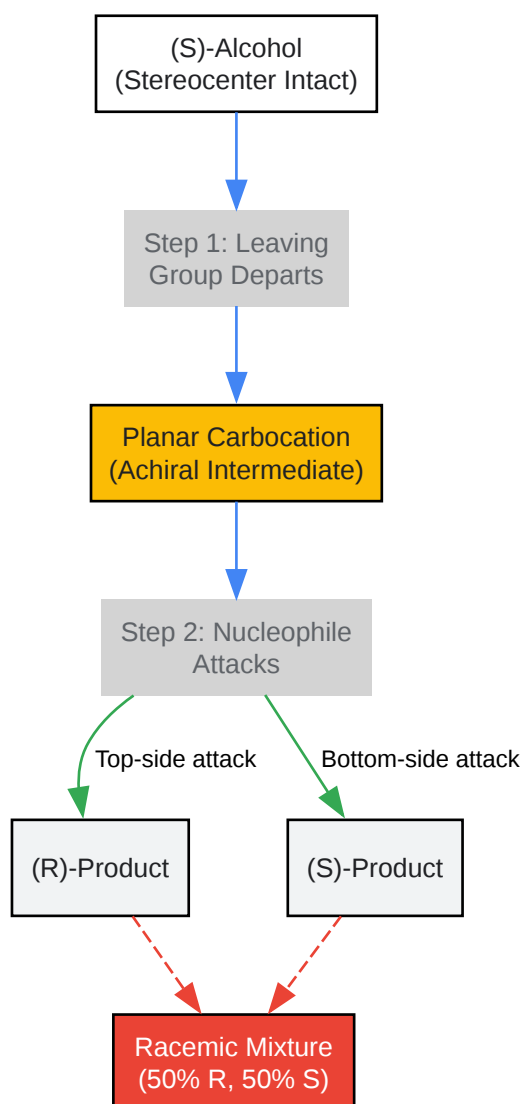 (S)-Alcohol
(Stereocenter Intact)
Step 1: Leaving
Group Departs
Planar Carbocation
(Achiral Intermediate)
Step 2: Nucleophile
Attacks
Top-side attack
Bottom-side attack
(R)-Product
(S)-Product
Racemic Mixture
(50% R, 50% S)